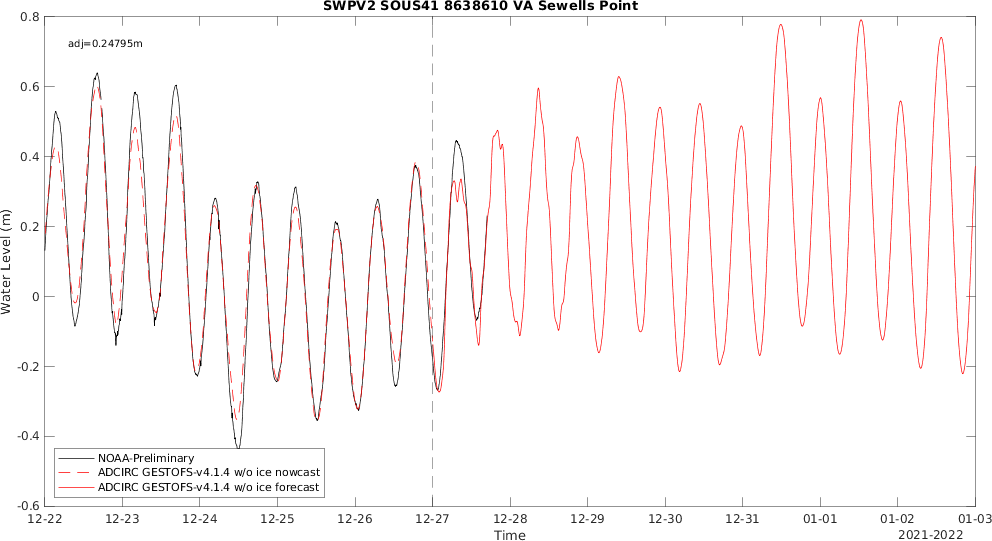 SWPV2 SOUS41 8638610 VA Sewells Point
adj=0.24795m
0.8
0.6
0.4
0.2
0
-0.2
-0.4
-0.6
Water Level (m)
NOAA-Preliminary
ADCIRC GESTOFS-v4.1.4 w/o ice nowcast
ADCIRC GESTOFS-v4.1.4 w/o ice forecast
12-22 12-23 12-24 12-25 12-26 12-27 12-28 12-29 12-30 12-31 01-01 01-02 01-03
Time
2021-2022